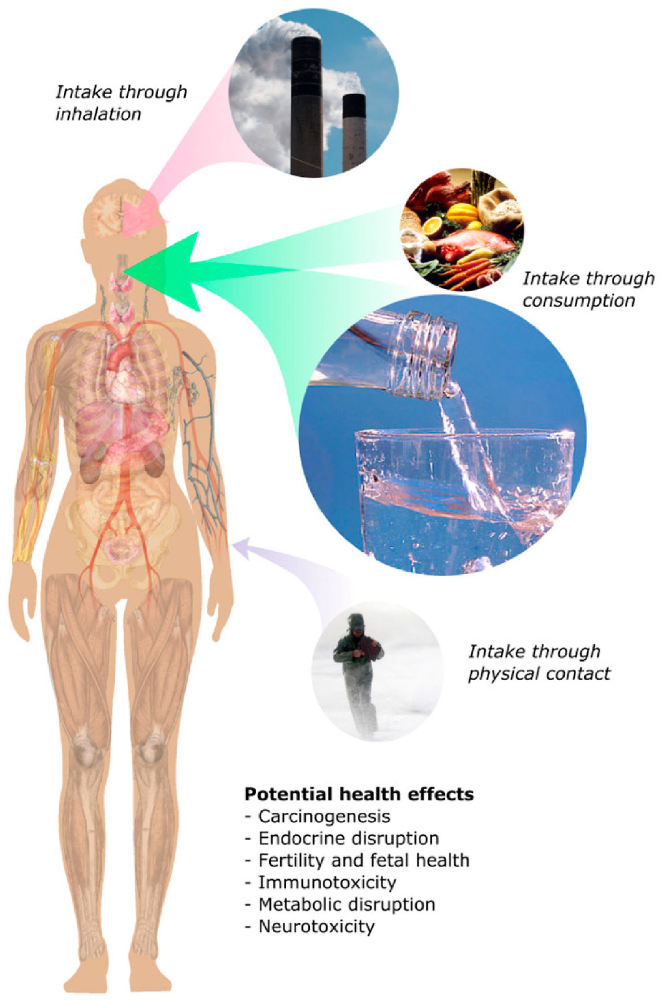 Intake through
inhalation
Intake through
consumption
Intake through
physical contact
Potential health effects
- Carcinogenesis
- Endocrine disruption
- Fertility and fetal health
- Immunotoxicity
- Metabolic disruption
- Neurotoxicity